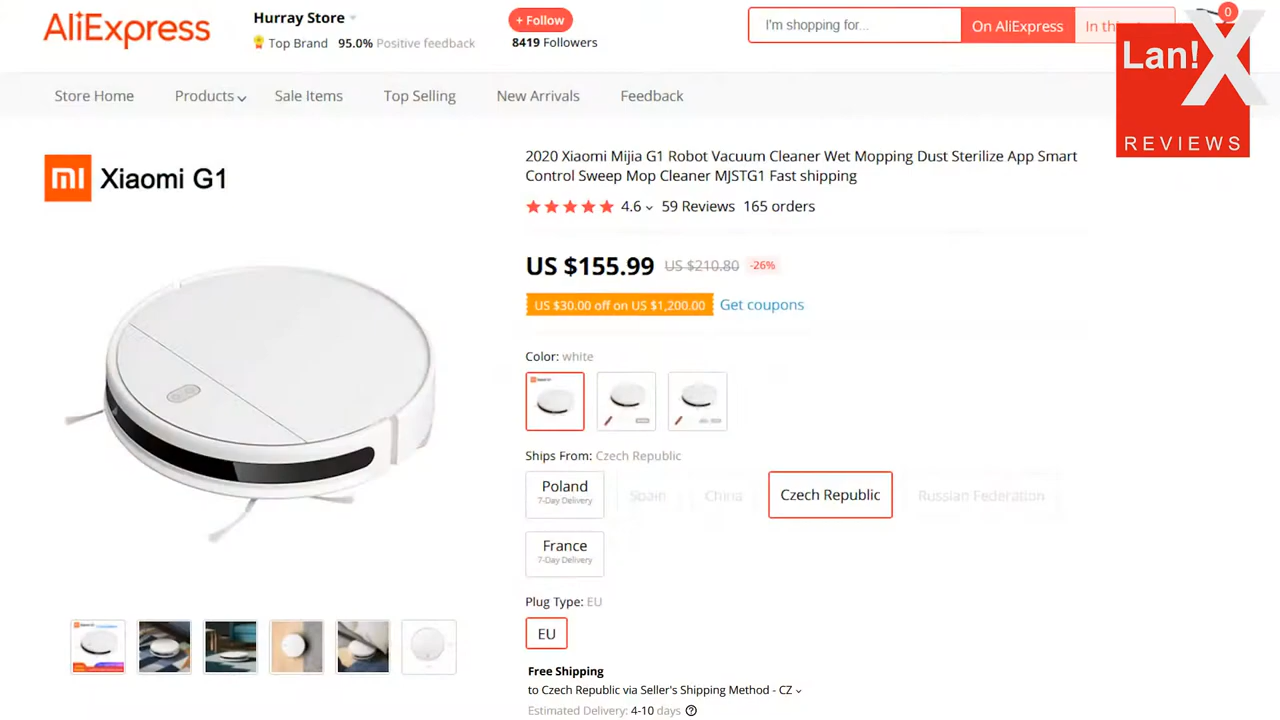 AliExpress
Hurray Store
Top Brand 95.0% Positive feedback
+ Follow
8419 Followers
I'm shopping for...
On AliExpress
In thi
0
Lan!X
REVIEWS
Store Home
Products
Sale Items
Top Selling
New Arrivals
Feedback
mi Xiaomi G1
2020 Xiaomi Mijia G1 Robot Vacuum Cleaner Wet Mopping Dust Sterilize App Smart
Control Sweep Mop Cleaner MJSTG1 Fast shipping
4.6 59 Reviews 165 orders
US $155.99 US $210.80 -26%
US $30.00 off on US $1,200.00 Get coupons
Color: white
Ships From: Czech Republic
Poland
7-Day Delivery
Spain
China
Czech Republic
Russian Federation
France
7-Day Delivery
Plug Type: EU
EU
Free Shipping
to Czech Republic via Seller's Shipping Method - CZ
Estimated Delivery: 4-10 days